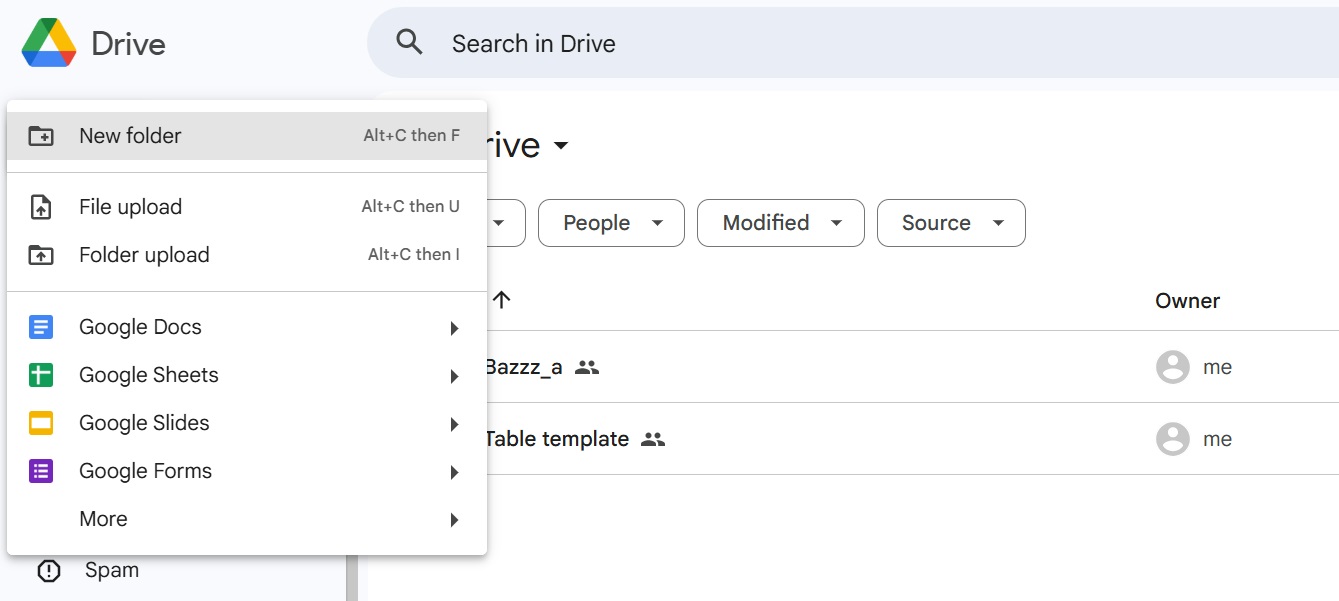 Drive
Search in Drive
New folder Alt+C then F
rive
File upload Alt+C then U
Folder upload Alt+C then I
People Modified Source
Owner
Google Docs
Google Sheets
Google Slides
Google Forms
More
Bazzz_a me
Table template me
Spam